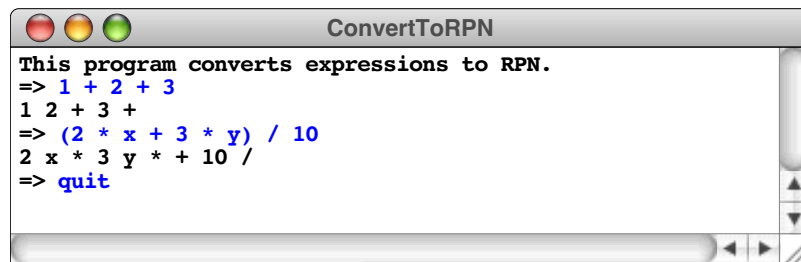 ConvertToRPN
This program converts expressions to RPN.
=> 1 + 2 + 3
1 2 + 3 +
=> (2 * x + 3 * y) / 10
2 x * 3 y * + 10 /
=> quit